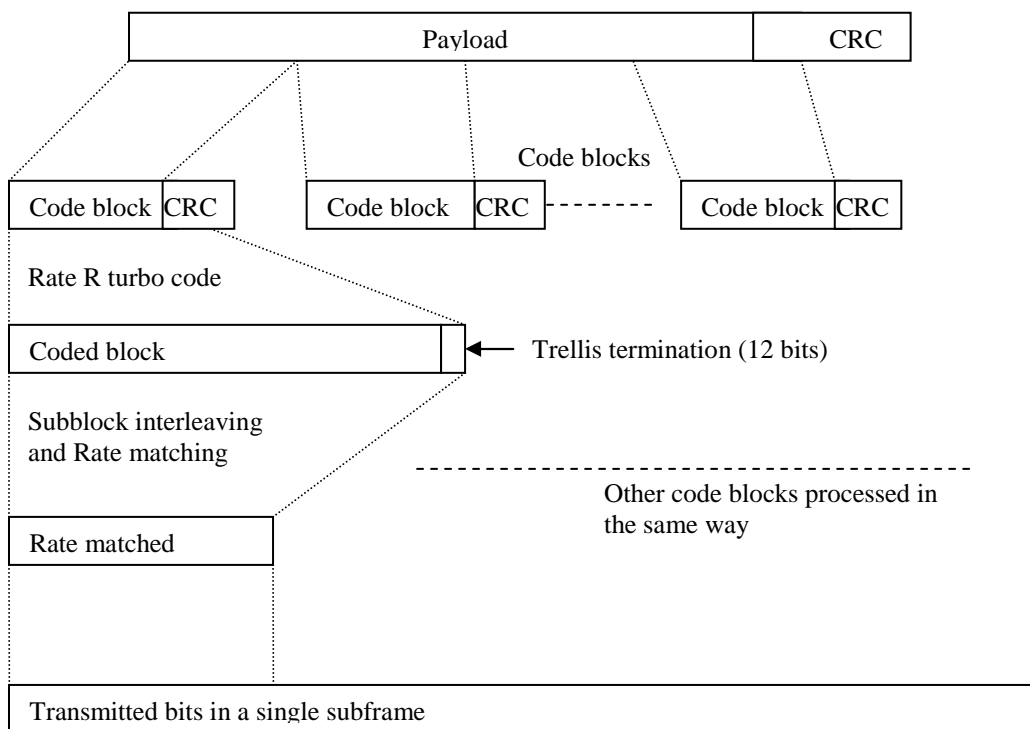 Payload
CRC
Code blocks
Code block
CRC
Code block
CRC
Code block
CRC
Rate R turbo code
Coded block
Trellis termination (12 bits)
Subblock interleaving
and Rate matching
Other code blocks processed in
the same way
Rate matched
Transmitted bits in a single subframe